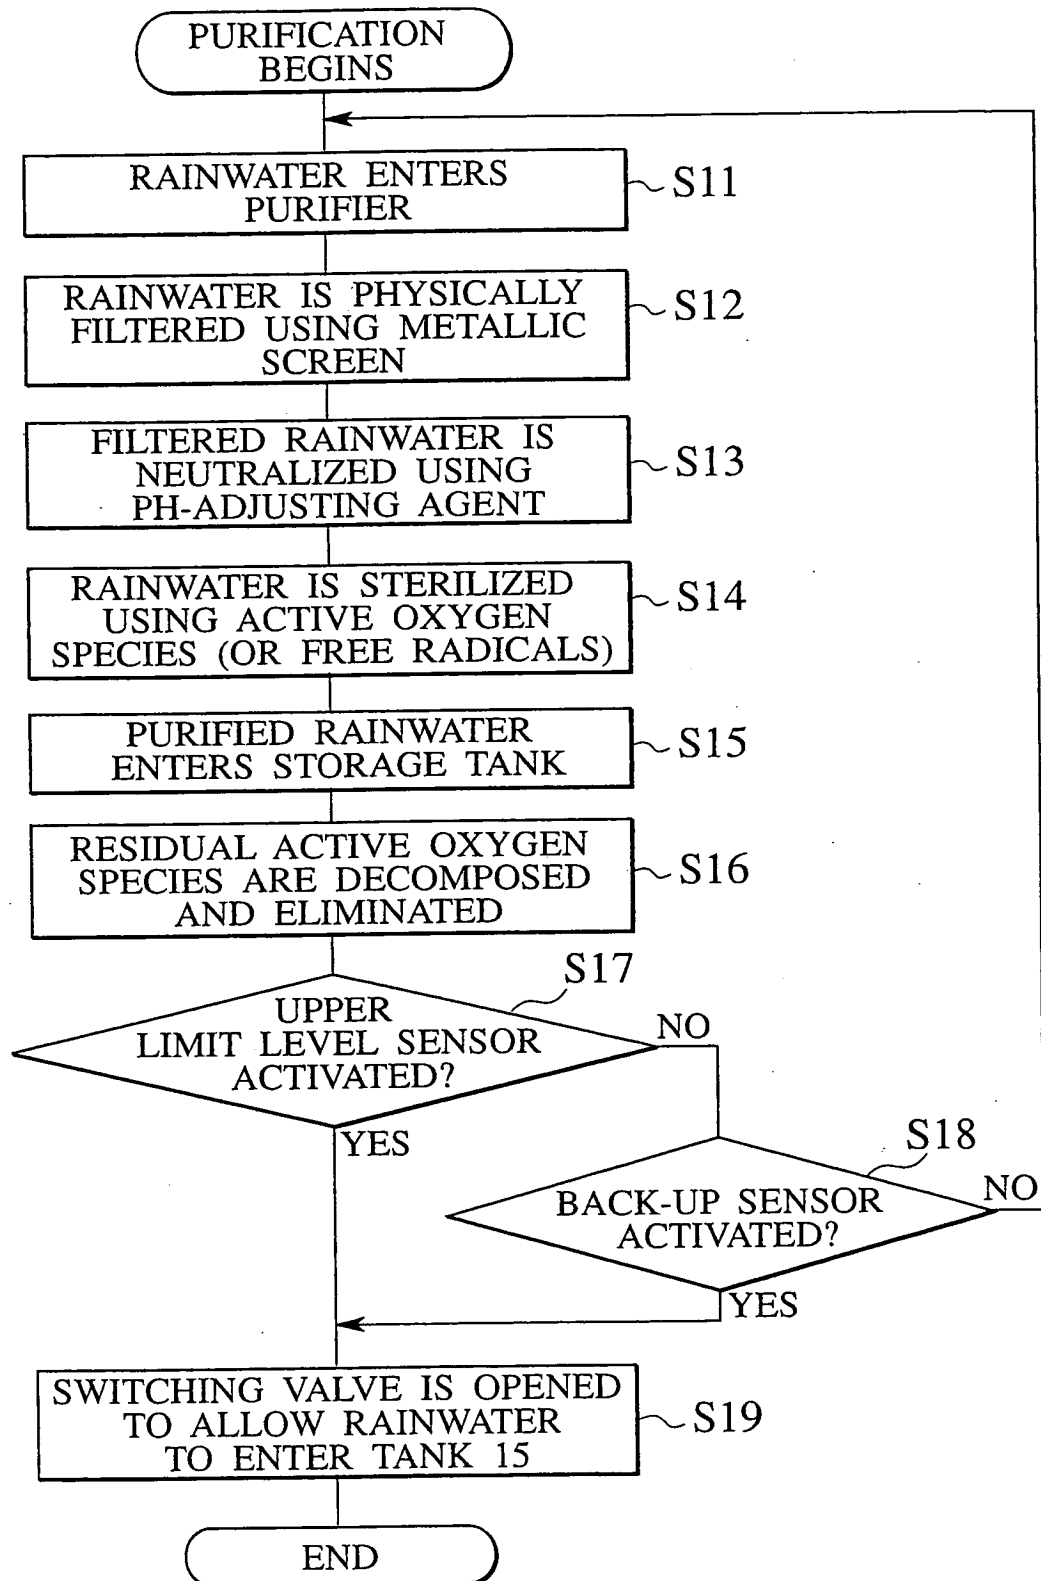 PURIFICATION
BEGINS
RAINWATER ENTERS
PURIFIER
S11
RAINWATER IS PHYSICALLY
FILTERED USING METALLIC
SCREEN
S12
FILTERED RAINWATER IS
NEUTRALIZED USING
PH-ADJUSTING AGENT
S13
RAINWATER IS STERILIZED
USING ACTIVE OXYGEN
SPECIES (OR FREE RADICALS)
S14
PURIFIED RAINWATER
ENTERS STORAGE TANK
S15
RESIDUAL ACTIVE OXYGEN
SPECIES ARE DECOMPOSED
AND ELIMINATED
S16
S17
UPPER
LIMIT LEVEL SENSOR
ACTIVATED?
NO
YES
S18
BACK-UP SENSOR
ACTIVATED?
NO
YES
SWITCHING VALVE IS OPENED
TO ALLOW RAINWATER
TO ENTER TANK 15
S19
END